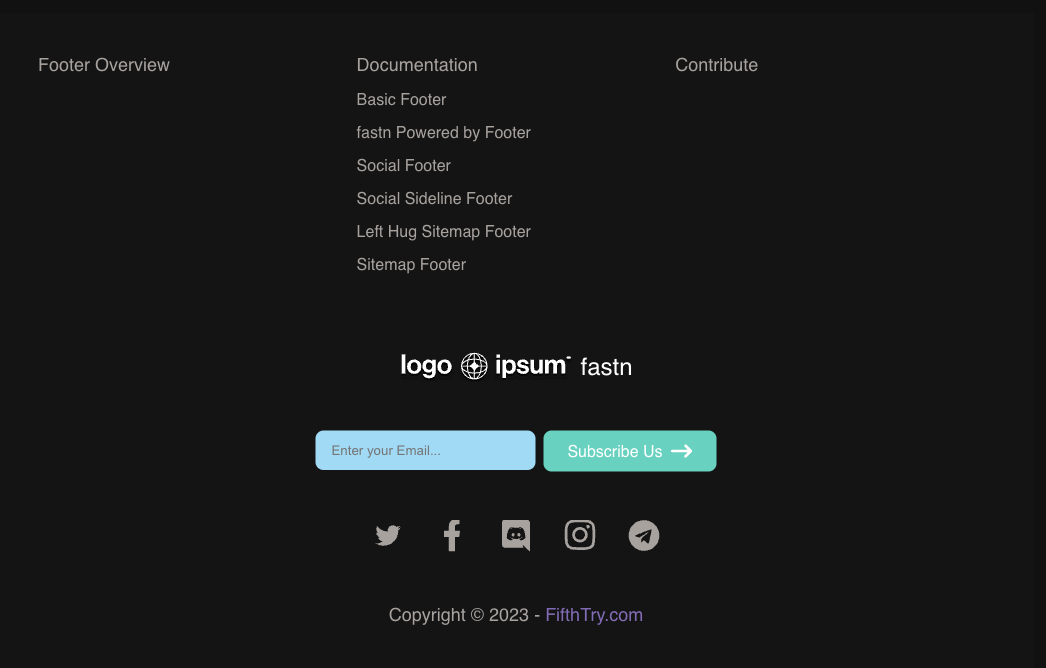 Footer Overview
Documentation
Basic Footer
fastn Powered by Footer
Social Footer
Social Sideline Footer
Left Hug Sitemap Footer
Sitemap Footer
Contribute
logo ipsum fastn
Enter your Email...
Subscribe Us
Copyright © 2023 - FifthTry.com